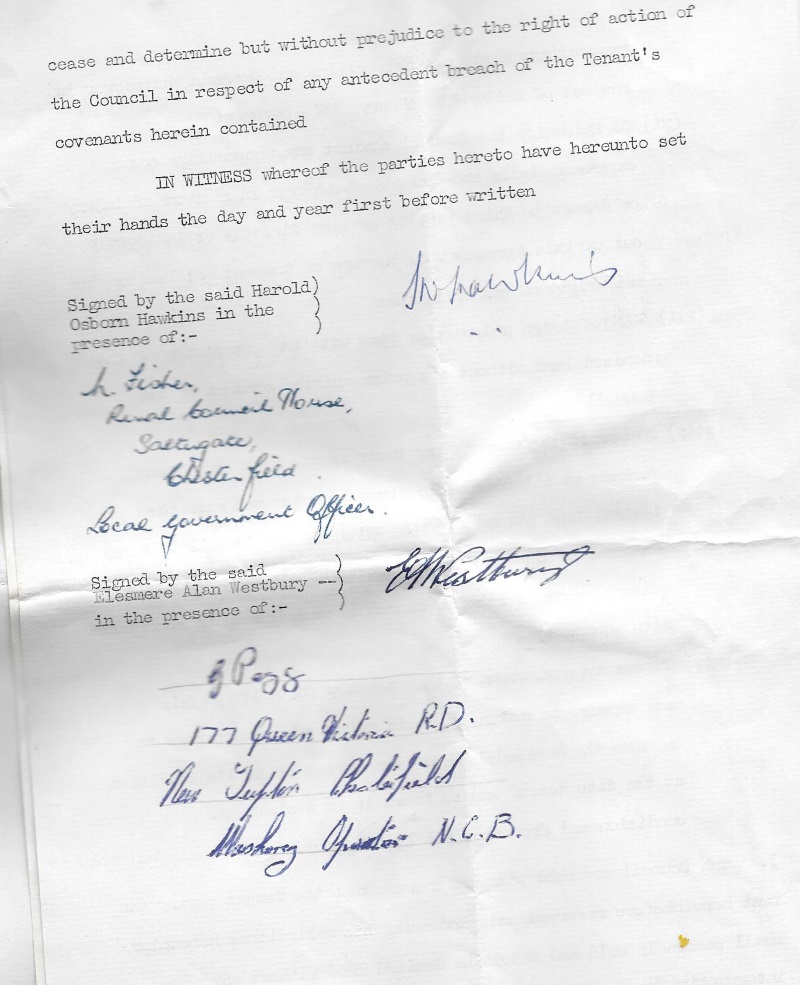 cease and determine but without prejudice to the right of action of
the Council in respect of any antecedent breach of the Tenant's
covenants herein contained
IN WITNESS whereof the parties hereto have hereunto set
their hands the day and year first before written
Signed by the said Harold)
Osborn Hawkins in the )
presence of:- )
Hawkins
Fisher,
Rural Council House,
Saltergate,
Chesterfield.
Local Government Officer.
Signed by the said )
Elesmere Alan Westbury --)
in the presence of:- )
EAWestbury
G Pegg
177 Queen Victoria R.D.
New Tupton Chesterfield
Operator N.C.B.